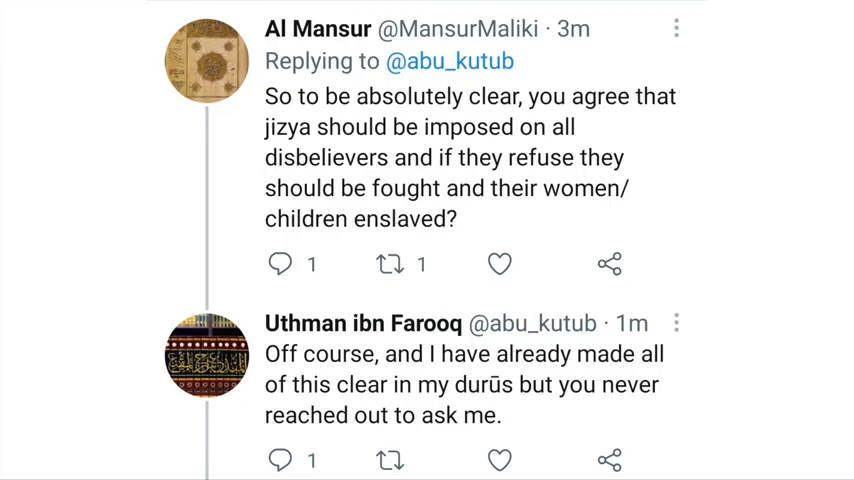 Al Mansur @MansurMaliki · 3m
Replying to @abu_kutub
So to be absolutely clear, you agree that
jizya should be imposed on all
disbelievers and if they refuse they
should be fought and their women/
children enslaved?
1 1
Uthman ibn Farooq @abu_kutub · 1m
Off course, and I have already made all
of this clear in my durūs but you never
reached out to ask me.
1